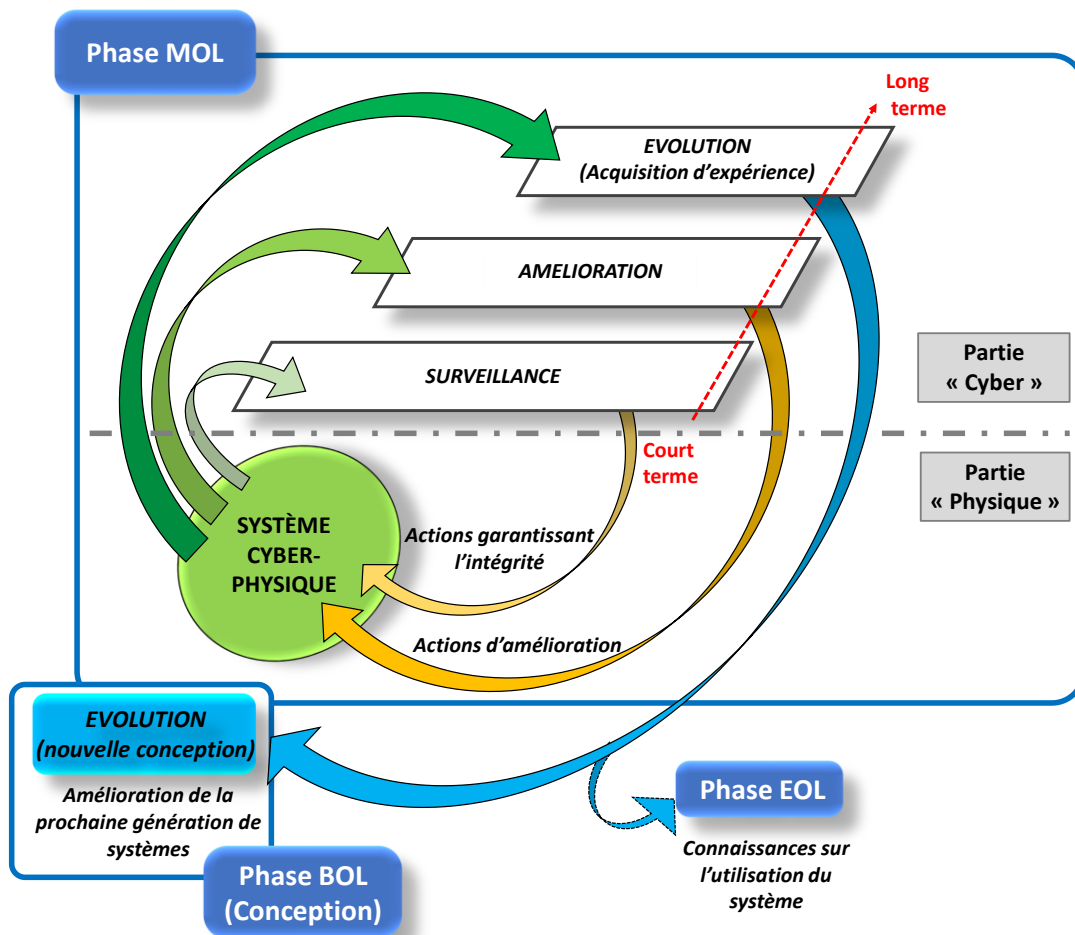 Phase MOL
Long
terme
EVOLUTION
(Acquisition d’expérience)
AMELIORATION
SURVEILLANCE
Partie
« Cyber »
Court
terme
Partie
« Physique »
SYSTÈME
CYBER-
PHYSIQUE
Actions garantissant
l’intégrité
Actions d’amélioration
EVOLUTION
(nouvelle conception)
Amélioration de la
prochaine génération de
systèmes
Phase BOL
(Conception)
Phase EOL
Connaissances sur
l’utilisation du
système